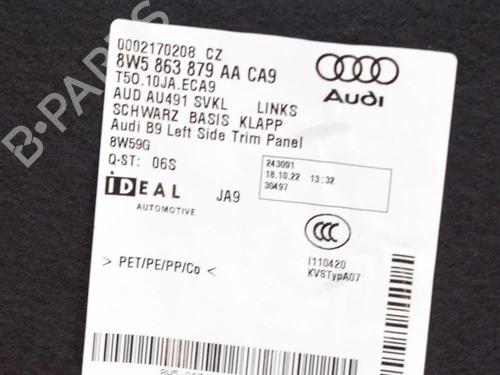 0002170208 CZ
8W5 863 879 AA CA9
T50.10JA.ECA9
AUD AU491 SVKL LINKS
SCHWARZ BASIS KLAPP
Audi B9 Left Side Trim Panel
8W59G
Q-ST: 06S
Audi
IDEAL
AUTOMOTIVE
JA9
243091
18.10.22 13:32
30497
CCC
I110420
KVSTypA07
> PET/PE/PP/Co <
B-PARTS